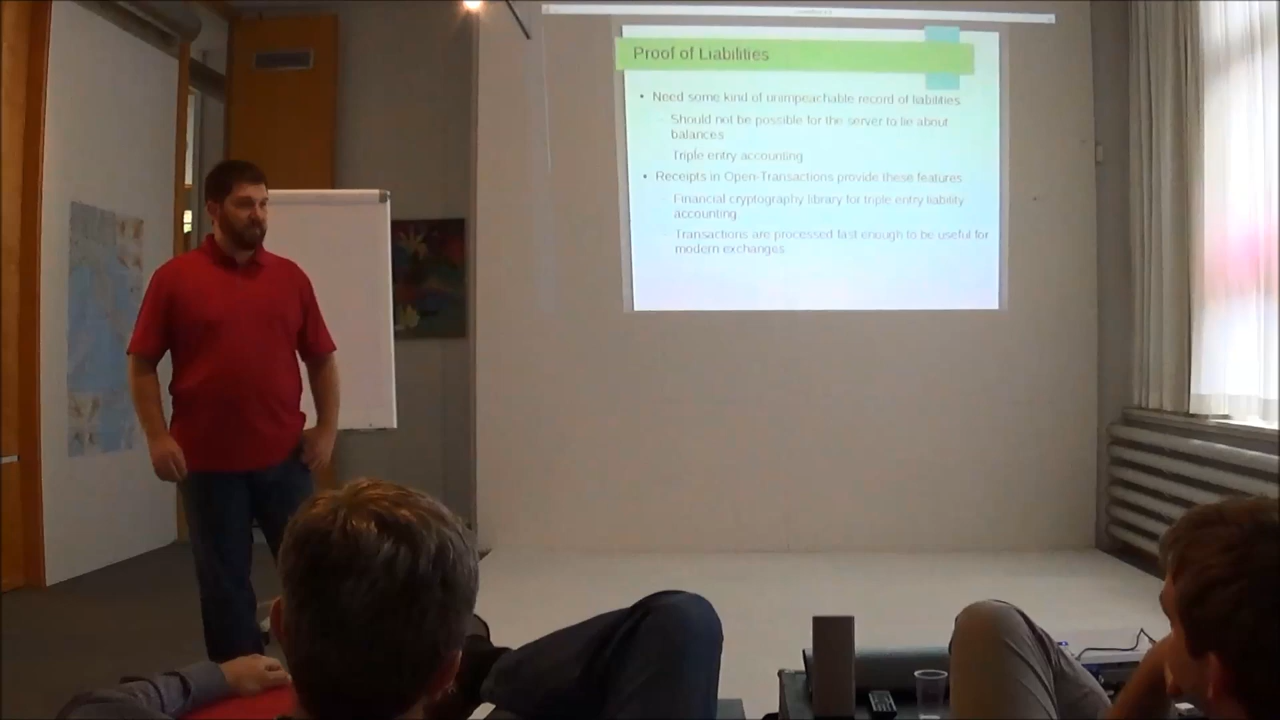 Proof of Liabilities
Need some kind of unimpeachable record of liabilities
Should not be possible for the server to lie about
balances
Triple entry accounting
Receipts in Open-Transactions provide these features
Financial cryptography library for triple entry liability
accounting
Transactions are processed fast enough to be useful for
modern exchanges